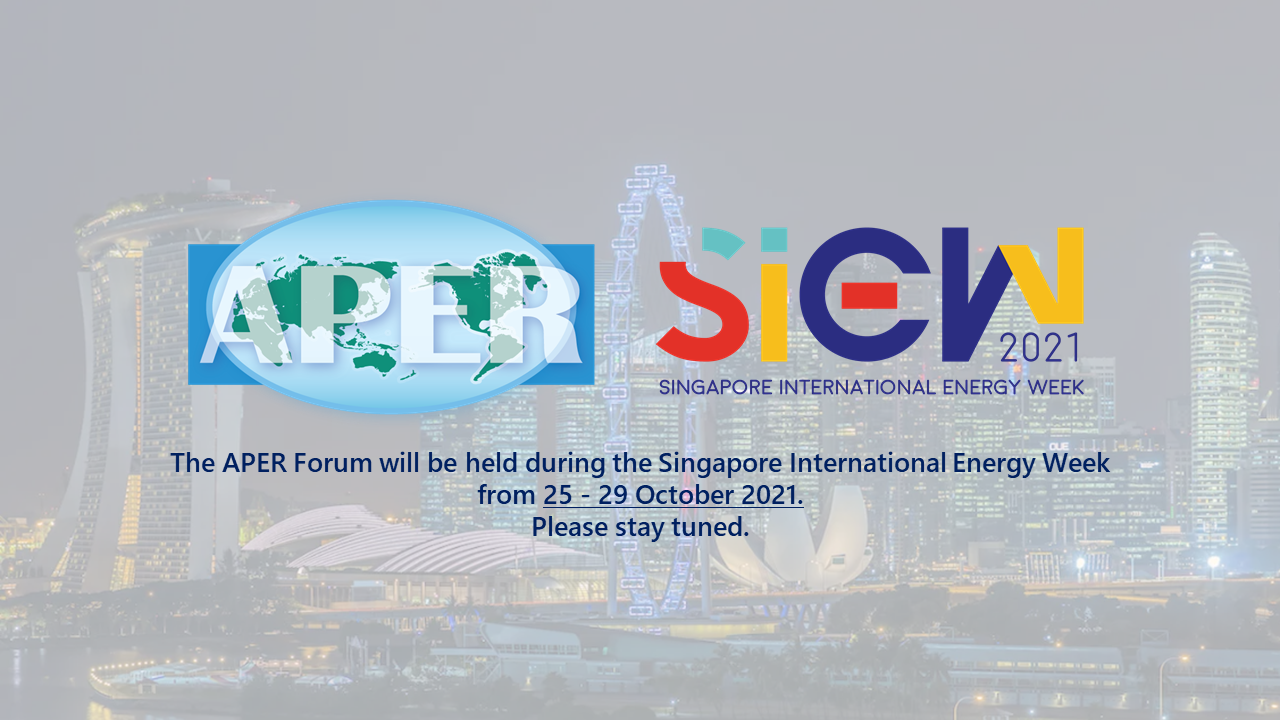 APER
SiEW
2021
SINGAPORE INTERNATIONAL ENERGY WEEK
The APER Forum will be held during the Singapore International Energy Week
from 25 - 29 October 2021.
Please stay tuned.
OUE